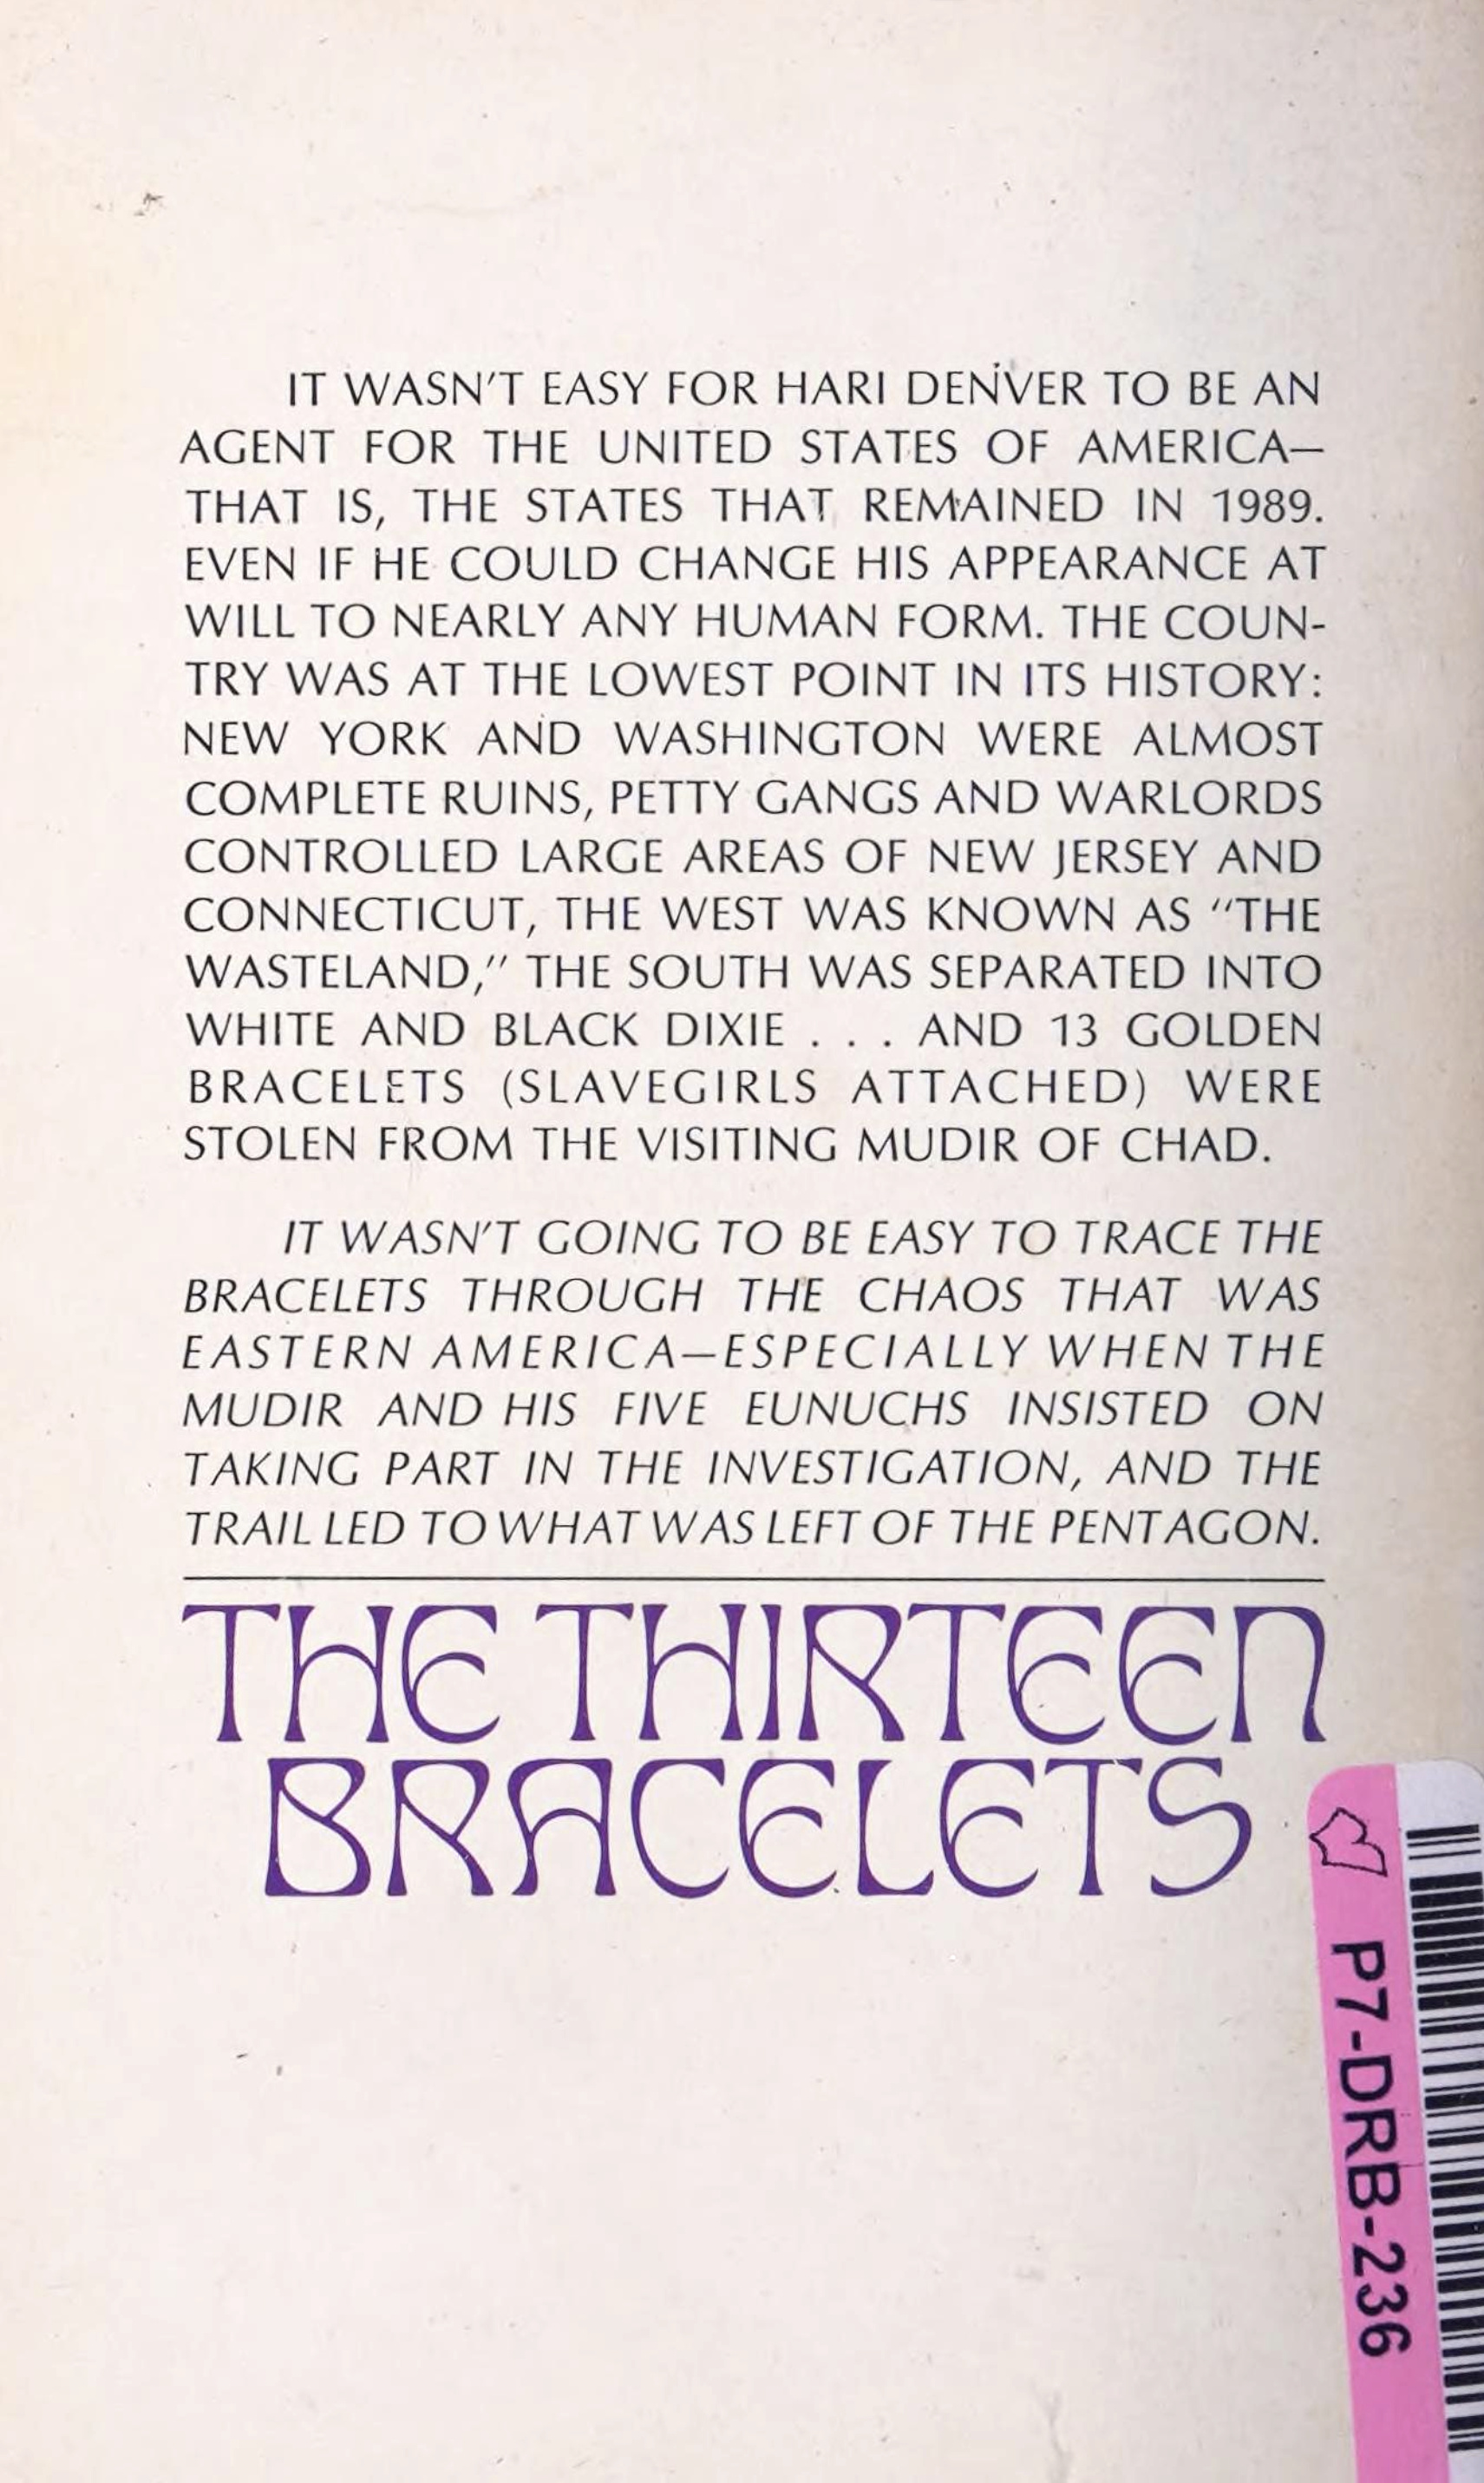 IT WASN'T EASY FOR HARI DENVER TO BE AN
AGENT FOR THE UNITED STATES OF AMERICA—
THAT IS, THE STATES THAT REMAINED IN 1989.
EVEN IF HE COULD CHANGE HIS APPEARANCE AT
WILL TO NEARLY ANY HUMAN FORM. THE COUN-
TRY WAS AT THE LOWEST POINT IN ITS HISTORY:
NEW YORK AND WASHINGTON WERE ALMOST
COMPLETE RUINS, PETTY GANGS AND WARLORDS
CONTROLLED LARGE AREAS OF NEW JERSEY AND
CONNECTICUT, THE WEST WAS KNOWN AS "THE
WASTELAND," THE SOUTH WAS SEPARATED INTO
WHITE AND BLACK DIXIE . . . AND 13 GOLDEN
BRACELETS (SLAVEGIRLS ATTACHED) WERE
STOLEN FROM THE VISITING MUDIR OF CHAD.
IT WASN'T GOING TO BE EASY TO TRACE THE
BRACELETS THROUGH THE CHAOS THAT WAS
EASTERN AMERICA—ESPECIALLY WHEN THE
MUDIR AND HIS FIVE EUNUCHS INSISTED ON
TAKING PART IN THE INVESTIGATION, AND THE
TRAIL LED TO WHAT WAS LEFT OF THE PENTAGON.
THE THIRTEEN
BRACELETS
P7-DRB-236